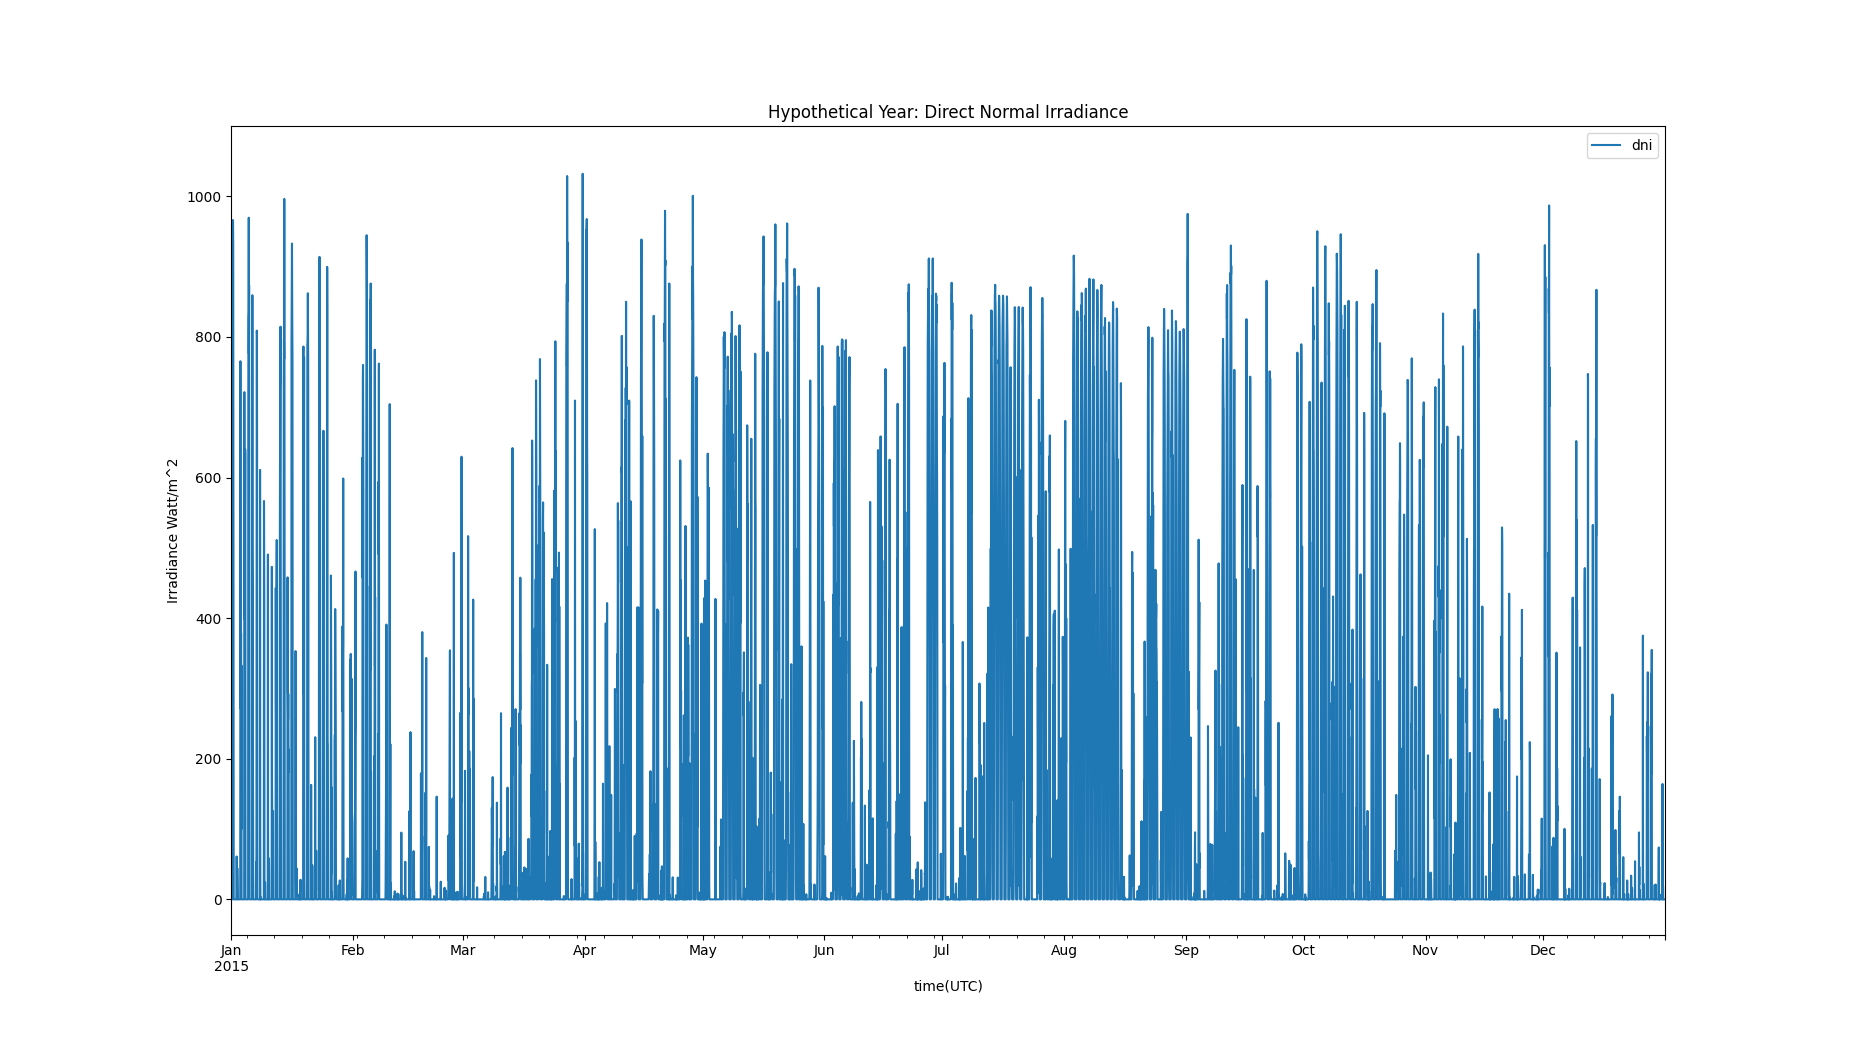 Hypothetical Year: Direct Normal Irradiance
dni
1000
800
600
400
200
0
Irradiance Watt/m^2
Jan Feb Mar Apr May Jun Jul Aug Sep Oct Nov Dec
2015
time(UTC)